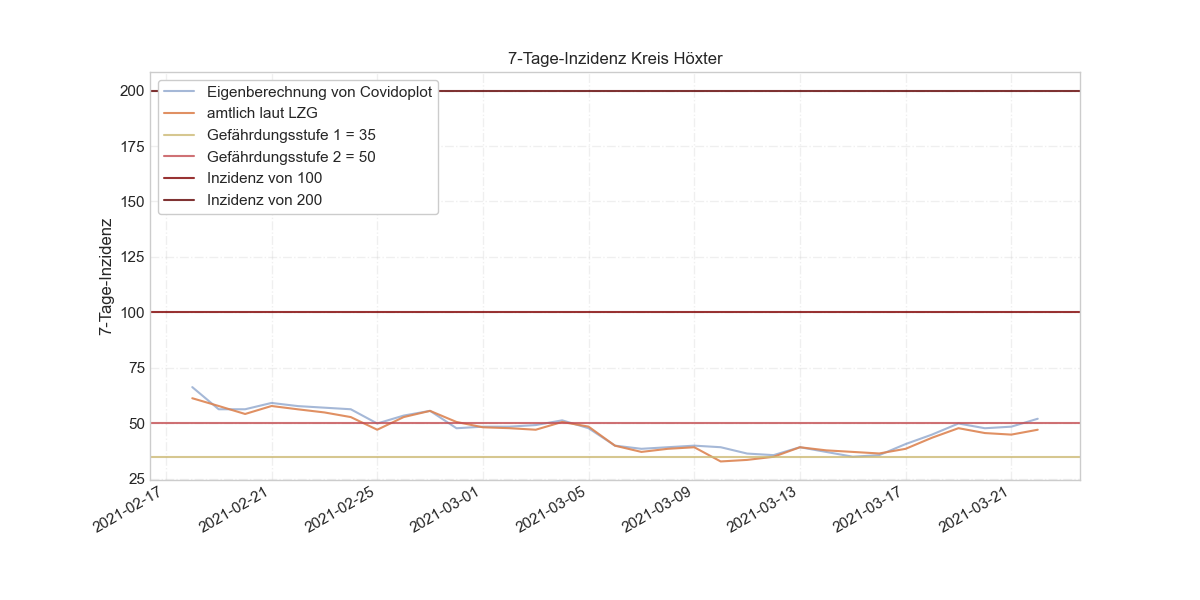 7-Tage-Inzidenz Kreis Höxter
7-Tage-Inzidenz
200
175
150
125
100
75
50
25
Eigenberechnung von Covidoplot
amtlich laut LZG
Gefährdungsstufe 1 = 35
Gefährdungsstufe 2 = 50
Inzidenz von 100
Inzidenz von 200
2021-02-17
2021-02-21
2021-02-25
2021-03-01
2021-03-05
2021-03-09
2021-03-13
2021-03-17
2021-03-21